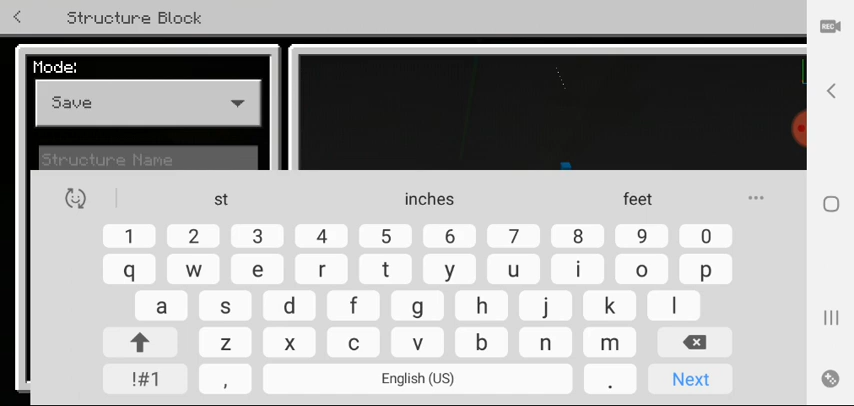 Structure Block
REC
Mode:
Save
Structure Name
st inches feet
1 2 3 4 5 6 7 8 9 0
q w e r t y u i o p
a s d f g h j k l
z x c v b n m
!#1 , English (US) . Next